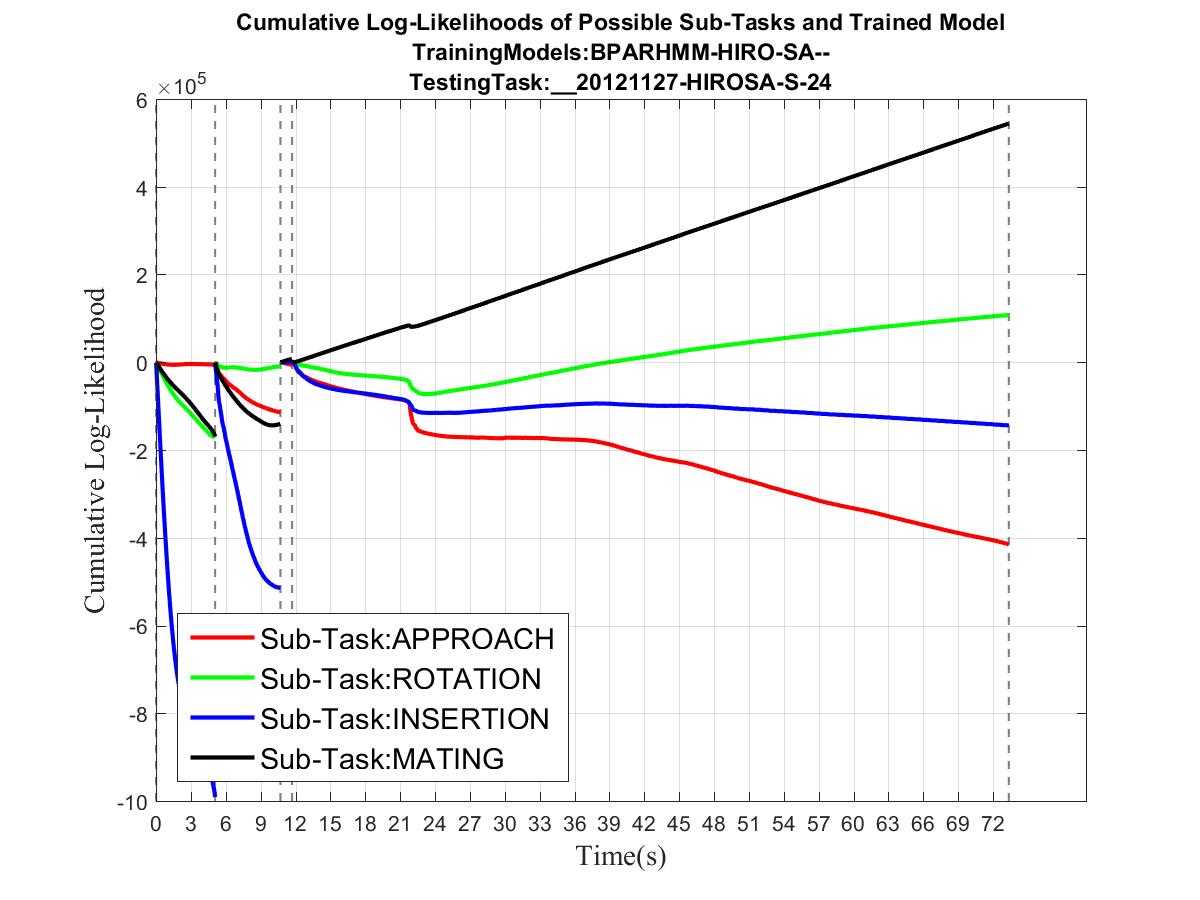 Cumulative Log-Likelihoods of Possible Sub-Tasks and Trained Model
TrainingModels:BPARHMM-HIRO-SA--
TestingTask:__20121127-HIROSA-S-24
×10⁵
6
4
2
0
-2
-4
-6
-8
-10
Cumulative Log-Likelihood
Sub-Task:APPROACH
Sub-Task:ROTATION
Sub-Task:INSERTION
Sub-Task:MATING
0 3 6 9 12 15 18 21 24 27 30 33 36 39 42 45 48 51 54 57 60 63 66 69 72
Time(s)